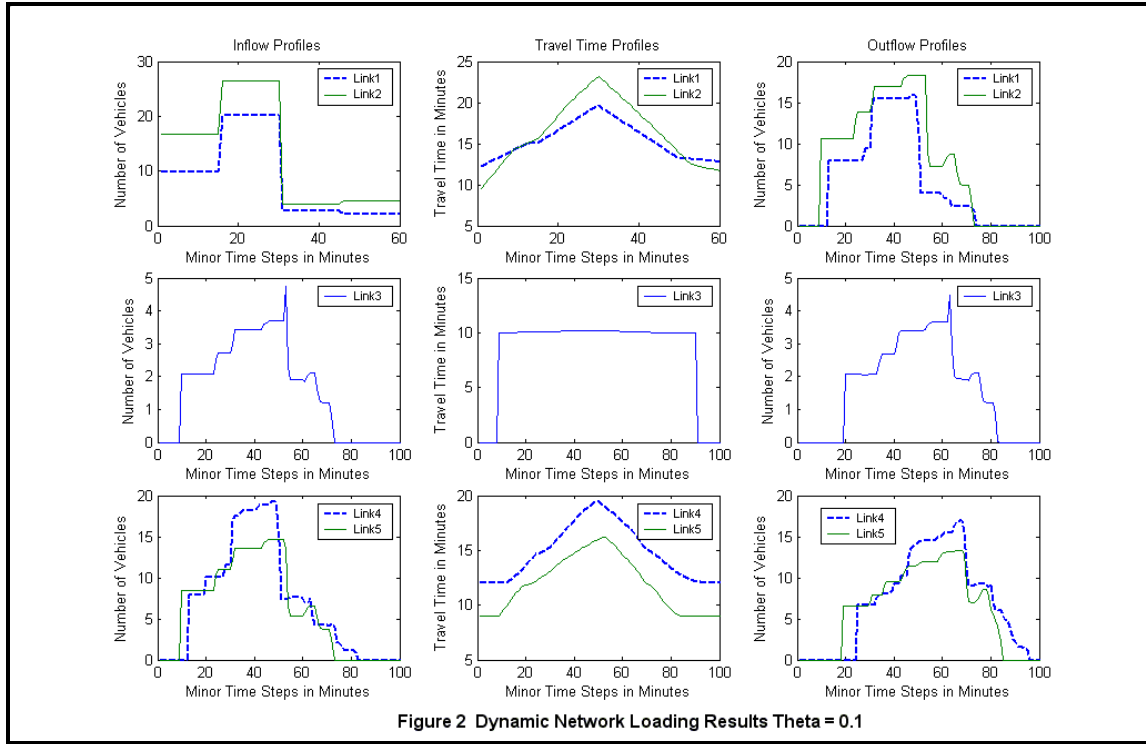 Inflow Profiles
Travel Time Profiles
Outflow Profiles
Number of Vehicles
30
20
10
0
Link1
Link2
0 20 40 60
Minor Time Steps in Minutes
Travel Time in Minutes
25
20
15
10
5
Link1
Link2
0 20 40 60
Minor Time Steps in Minutes
Number of Vehicles
20
15
10
5
0
Link1
Link2
0 20 40 60 80 100
Minor Time Steps in Minutes
Number of Vehicles
5
4
3
2
1
0
Link3
0 20 40 60 80 100
Minor Time Steps in Minutes
Travel Time in Minutes
15
10
5
0
Link3
0 20 40 60 80 100
Minor Time Steps in Minutes
Number of Vehicles
5
4
3
2
1
0
Link3
0 20 40 60 80 100
Minor Time Steps in Minutes
Number of Vehicles
20
15
10
5
0
Link4
Link5
0 20 40 60 80 100
Minor Time Steps in Minutes
Travel Time in Minutes
20
15
10
5
Link4
Link5
0 20 40 60 80 100
Minor Time Steps in Minutes
Number of Vehicles
20
15
10
5
0
Link4
Link5
0 20 40 60 80 100
Minor Time Steps in Minutes
Figure 2 Dynamic Network Loading Results Theta = 0.1